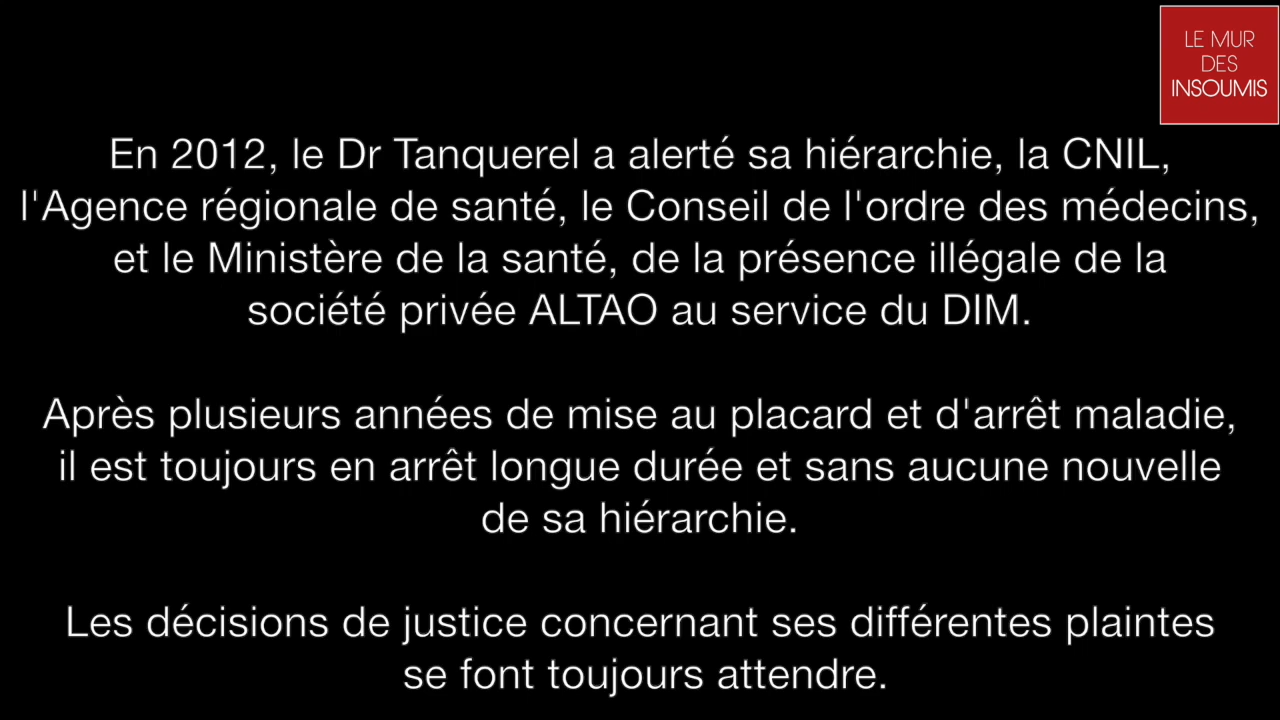 LE MUR
DES
INSOUMIS
En 2012, le Dr Tanquerel a alerté sa hiérarchie, la CNIL,
l'Agence régionale de santé, le Conseil de l'ordre des médecins,
et le Ministère de la santé, de la présence illégale de la
société privée ALTAO au service du DIM.
Après plusieurs années de mise au placard et d'arrêt maladie,
il est toujours en arrêt longue durée et sans aucune nouvelle
de sa hiérarchie.
Les décisions de justice concernant ses différentes plaintes
se font toujours attendre.